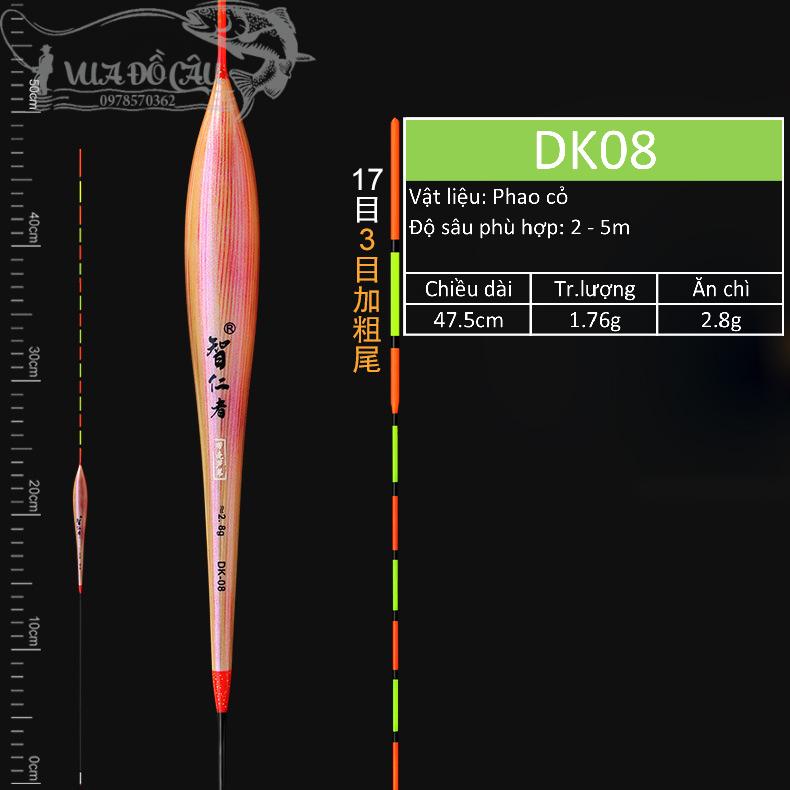 VUA ĐỒ CÂU
0978570362
50cm
40cm
30cm
20cm
10cm
0cm
智仁者®
≈2.8g
DK-08
17目3目加粗尾
DK08
Vật liệu: Phao cỏ
Độ sâu phù hợp: 2 - 5m
Chiều dài Tr.lượng Ăn chì
47.5cm 1.76g 2.8g